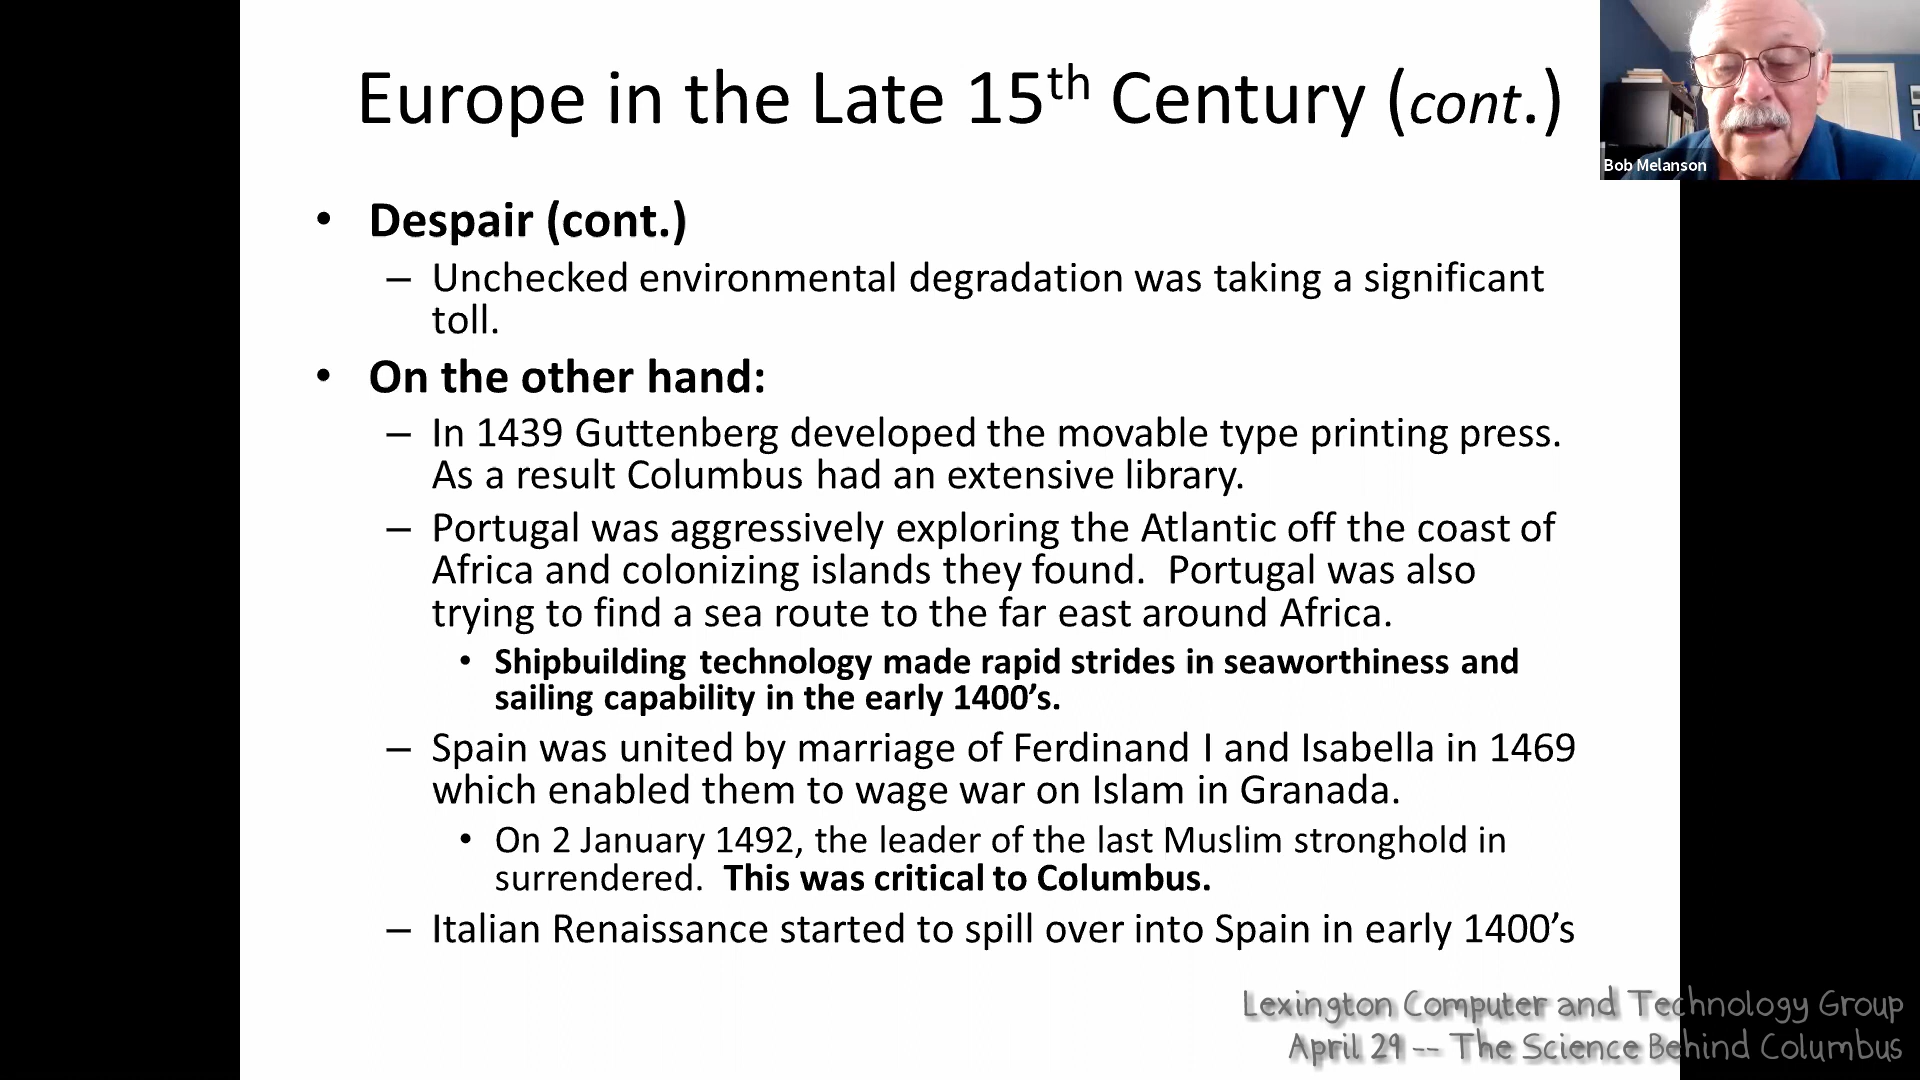 Europe in the Late 15th Century (cont.)
Bob Melanson
• Despair (cont.)
– Unchecked environmental degradation was taking a significant
toll.
• On the other hand:
– In 1439 Guttenberg developed the movable type printing press.
As a result Columbus had an extensive library.
– Portugal was aggressively exploring the Atlantic off the coast of
Africa and colonizing islands they found. Portugal was also
trying to find a sea route to the far east around Africa.
• Shipbuilding technology made rapid strides in seaworthiness and
sailing capability in the early 1400’s.
– Spain was united by marriage of Ferdinand I and Isabella in 1469
which enabled them to wage war on Islam in Granada.
• On 2 January 1492, the leader of the last Muslim stronghold in
surrendered. This was critical to Columbus.
– Italian Renaissance started to spill over into Spain in early 1400’s
Lexington Computer and Technology Group
April 29 -- The Science Behind Columbus